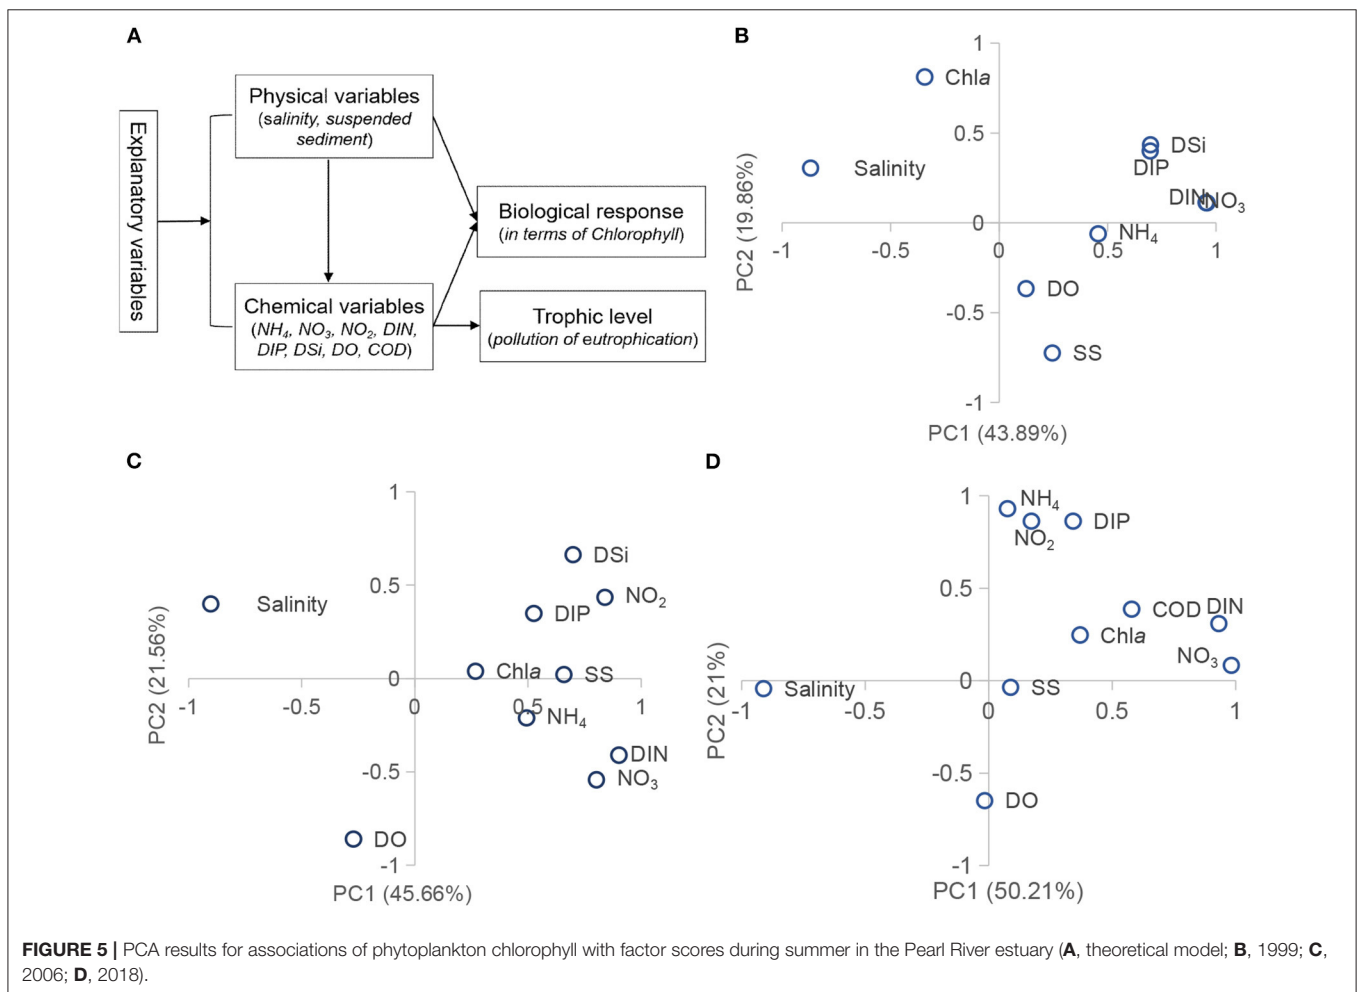 A
Explanatory variables
Physical variables
(salinity, suspended
sediment)
Chemical variables
(NH4, NO3, NO2, DIN,
DIP, DSi, DO, COD)
Biological response
(in terms of Chlorophyll)
Trophic level
(pollution of eutrophication)
B
1
Chla
0.5
DSi
DIP
Salinity
DIN
NO3
0
NH4
-1
-0.5
0
0.5
1
DO
-0.5
SS
-1
PC2 (19.86%)
PC1 (43.89%)
C
1
DSi
0.5
NO2
Salinity
DIP
Chla
SS
0
-1
-0.5
0
0.5
1
NH4
DIN
-0.5
NO3
DO
-1
PC2 (21.56%)
PC1 (45.66%)
D
1
NH4
NO2
DIP
0.5
COD
DIN
Chla
NO3
0
Salinity
SS
-1
-0.5
0
0.5
1
-0.5
DO
-1
PC2 (21%)
PC1 (50.21%)
FIGURE 5 | PCA results for associations of phytoplankton chlorophyll with factor scores during summer in the Pearl River estuary (A, theoretical model; B, 1999; C,
2006; D, 2018).